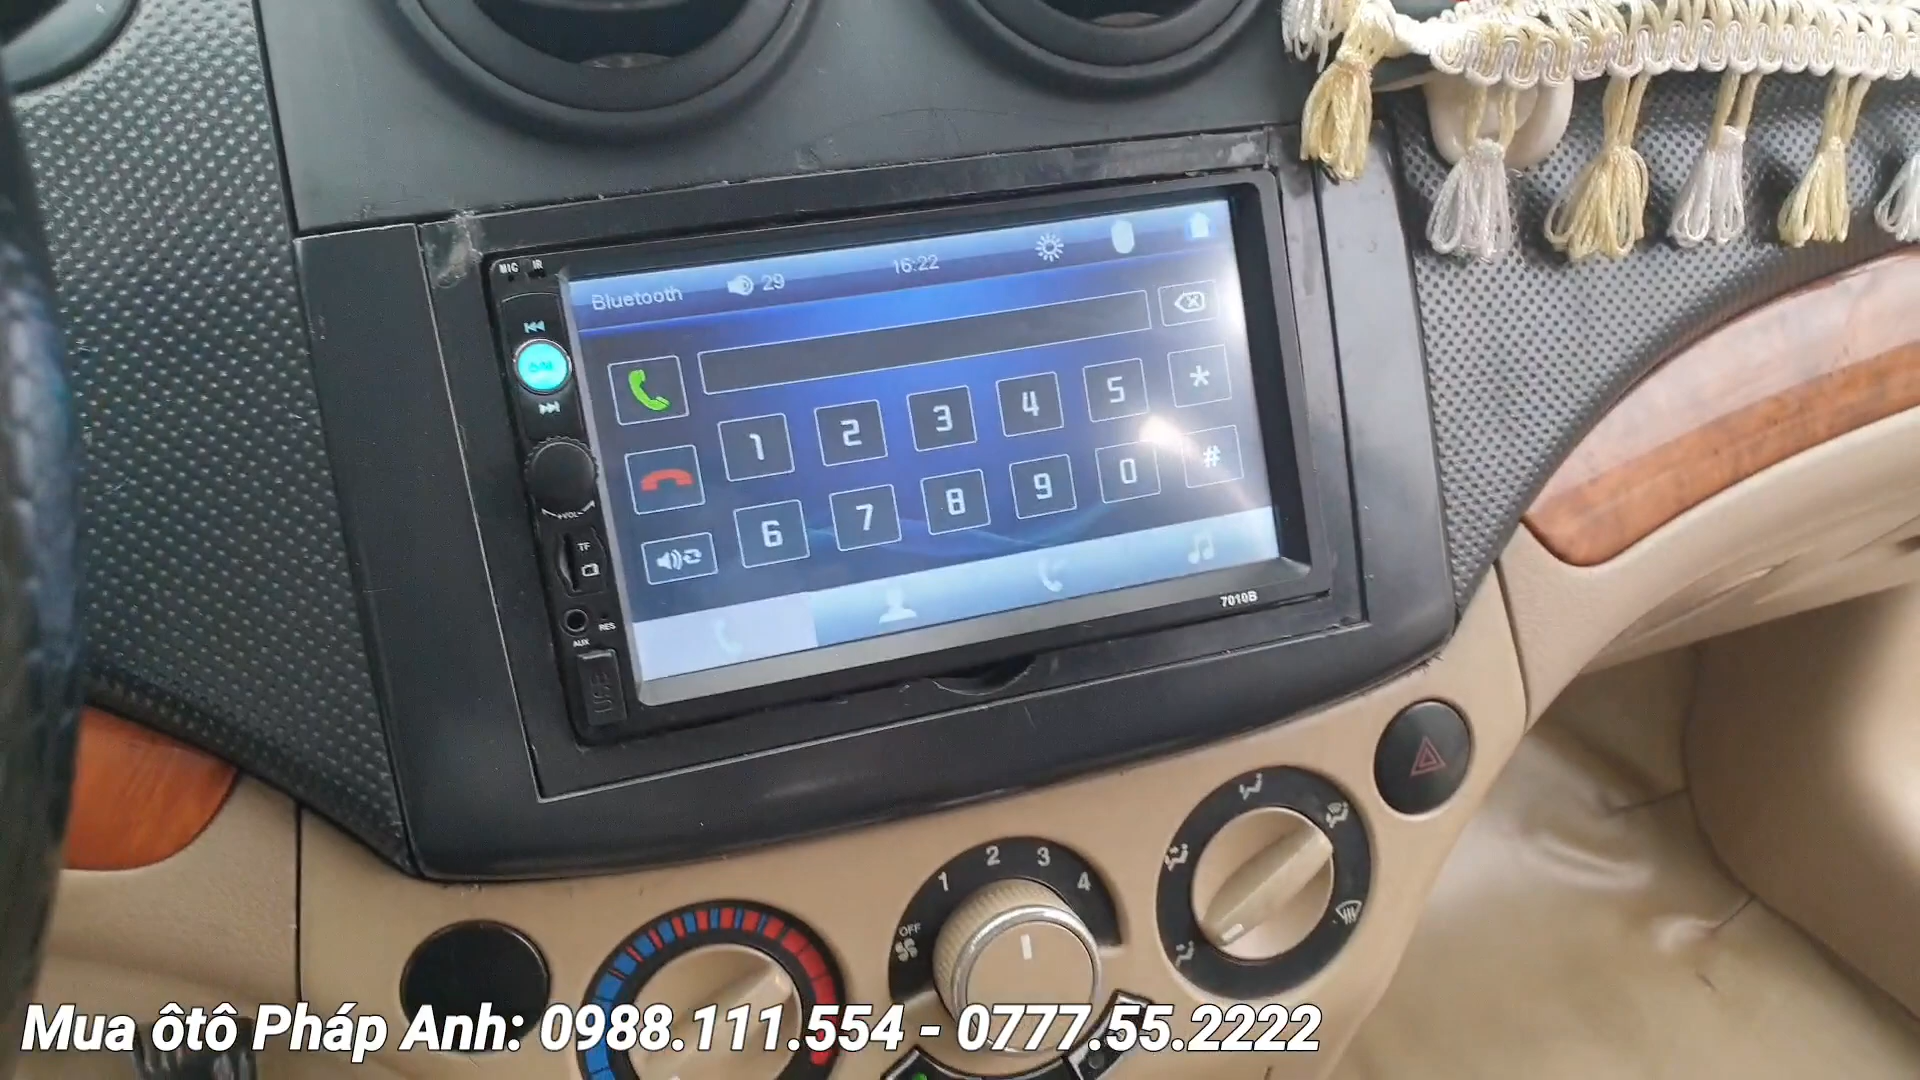 MIC IR
Bluetooth 29 16:22
1 2 3 4 5 *
6 7 8 9 0 #
+VOL-
TF
RES
AUX
USB
7010B
OFF 1 2 3 4
Mua ôtô Pháp Anh: 0988.111.554 - 0777.55.2222